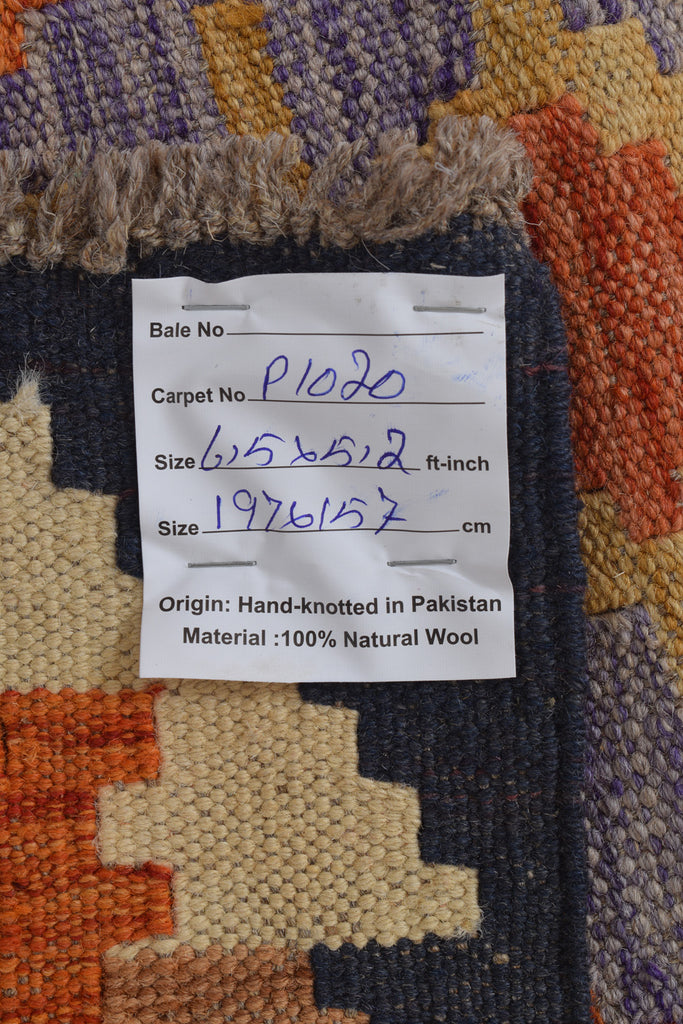 Bale No
Carpet No P1020
Size 6,5x5,2 ft-inch
Size 197x157 cm
Origin: Hand-knotted in Pakistan
Material :100% Natural Wool